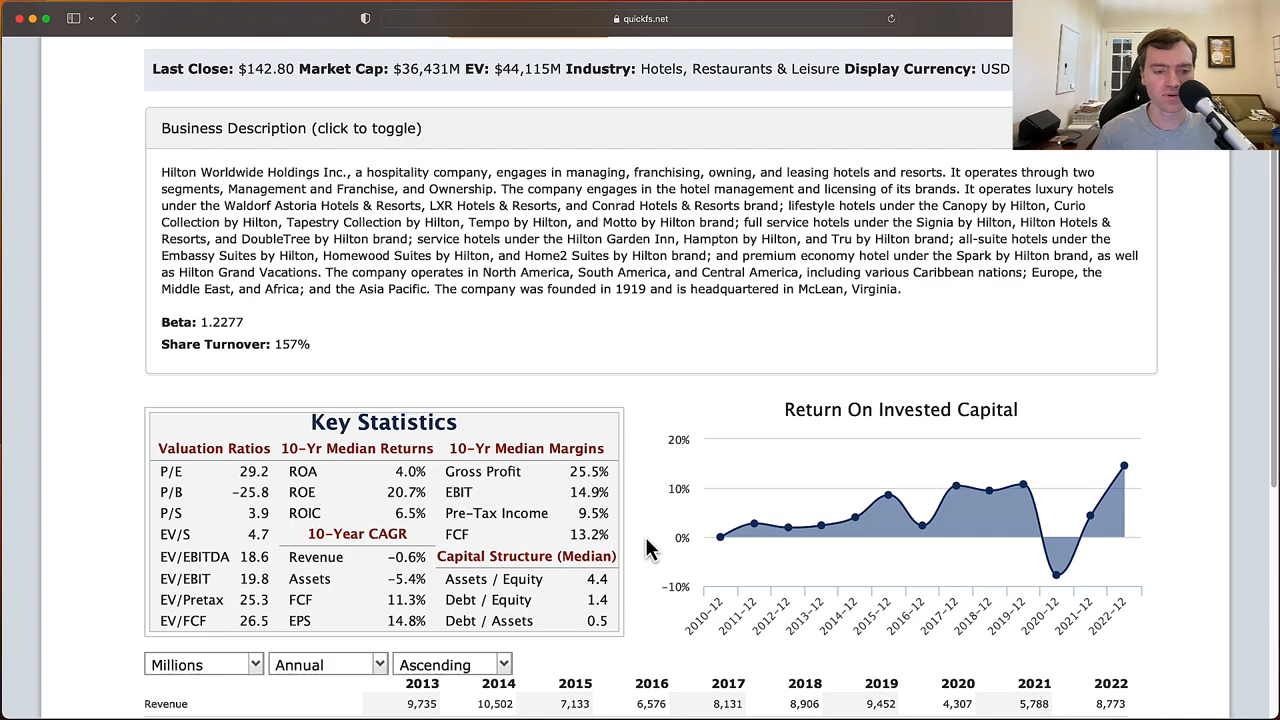 quickfs.net
Last Close: $142.80 Market Cap: $36,431M EV: $44,115M Industry: Hotels, Restaurants & Leisure Display Currency: USD
Business Description (click to toggle)
Hilton Worldwide Holdings Inc., a hospitality company, engages in managing, franchising, owning, and leasing hotels and resorts. It operates through two
segments, Management and Franchise, and Ownership. The company engages in the hotel management and licensing of its brands. It operates luxury hotels
under the Waldorf Astoria Hotels & Resorts, LXR Hotels & Resorts, and Conrad Hotels & Resorts brand; lifestyle hotels under the Canopy by Hilton, Curio
Collection by Hilton, Tapestry Collection by Hilton, Tempo by Hilton, and Motto by Hilton brand; full service hotels under the Signia by Hilton, Hilton Hotels &
Resorts, and DoubleTree by Hilton brand; service hotels under the Hilton Garden Inn, Hampton by Hilton, and Tru by Hilton brand; all-suite hotels under the
Embassy Suites by Hilton, Homewood Suites by Hilton, and Home2 Suites by Hilton brand; and premium economy hotel under the Spark by Hilton brand, as well
as Hilton Grand Vacations. The company operates in North America, South America, and Central America, including various Caribbean nations; Europe, the
Middle East, and Africa; and the Asia Pacific. The company was founded in 1919 and is headquartered in McLean, Virginia.
Beta: 1.2277
Share Turnover: 157%
Key Statistics
Valuation Ratios 10-Yr Median Returns 10-Yr Median Margins
P/E 29.2 ROA 4.0% Gross Profit 25.5%
P/B -25.8 ROE 20.7% EBIT 14.9%
P/S 3.9 ROIC 6.5% Pre-Tax Income 9.5%
EV/S 4.7 10-Year CAGR FCF 13.2%
EV/EBITDA 18.6 Revenue -0.6% Capital Structure (Median)
EV/EBIT 19.8 Assets -5.4% Assets / Equity 4.4
EV/Pretax 25.3 FCF 11.3% Debt / Equity 1.4
EV/FCF 26.5 EPS 14.8% Debt / Assets 0.5
Return On Invested Capital
20%
10%
0%
-10%
2010-12 2011-12 2012-12 2013-12 2014-12 2015-12 2016-12 2017-12 2018-12 2019-12 2020-12 2021-12 2022-12
Millions Annual Ascending
2013 2014 2015 2016 2017 2018 2019 2020 2021 2022
Revenue 9,735 10,502 7,133 6,576 8,131 8,906 9,452 4,307 5,788 8,773